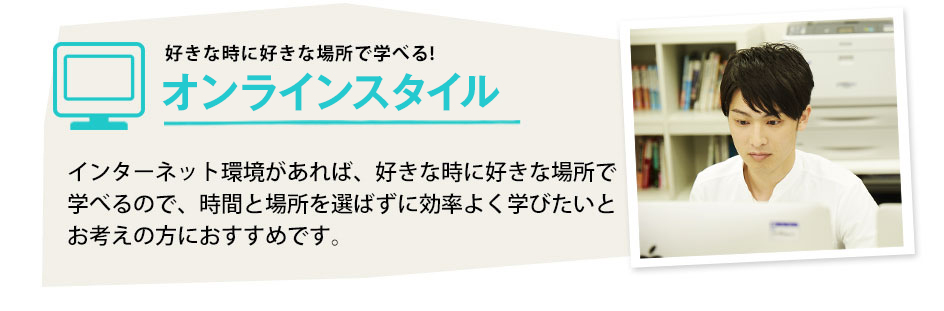 好きな時に好きな場所で学べる!
オンラインスタイル
インターネット環境があれば、好きな時に好きな場所で
学べるので、時間と場所を選ばずに効率よく学びたいと
お考えの方におすすめです。